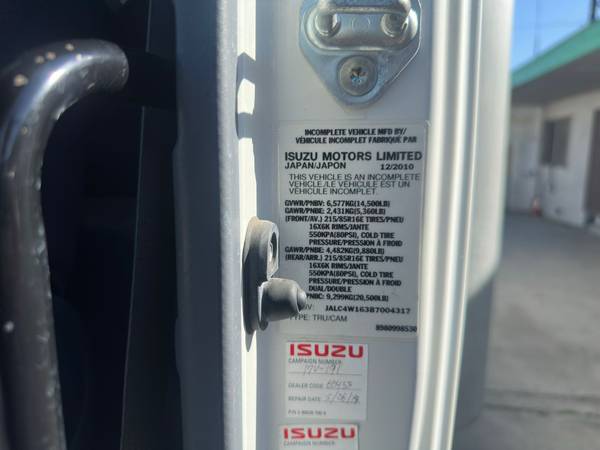 INCOMPLETE VEHICLE MFD BY/
VÉHICULE INCOMPLET FABRIQUÉ PAR
ISUZU MOTORS LIMITED
JAPAN/JAPON 12/2010
THIS VEHICLE IS AN INCOMPLETE
VEHICLE./LE VÉHICULE EST UN
VÉHICULE INCOMPLET.
GVWR/PNBV: 6,577KG(14,500LB)
GAWR/PNBE: 2,431KG(5,360LB)
(FRONT/AV.) 215/85R16E TIRES/PNEU
16X6K RIMS/JANTE
550KPA(80PSI), COLD TIRE
PRESSURE/PRESSION À FROID
GAWR/PNBE: 4,482KG(9,880LB)
(REAR/ARR.) 215/85R16E TIRES/PNEU
16X6K RIMS/JANTE
550KPA(80PSI), COLD TIRE
PRESSURE/PRESSION À FROID
DUAL/DOUBLE
PNBC: 9,299KG(20,500LB)
JALC4W163B7004317
TYPE: TRU/CAM
8980998530
ISUZU
CAMPAIGN NUMBER
DEALER CODE:
REPAIR DATE:
ISUZU
CAMPAIGN NUMBER: